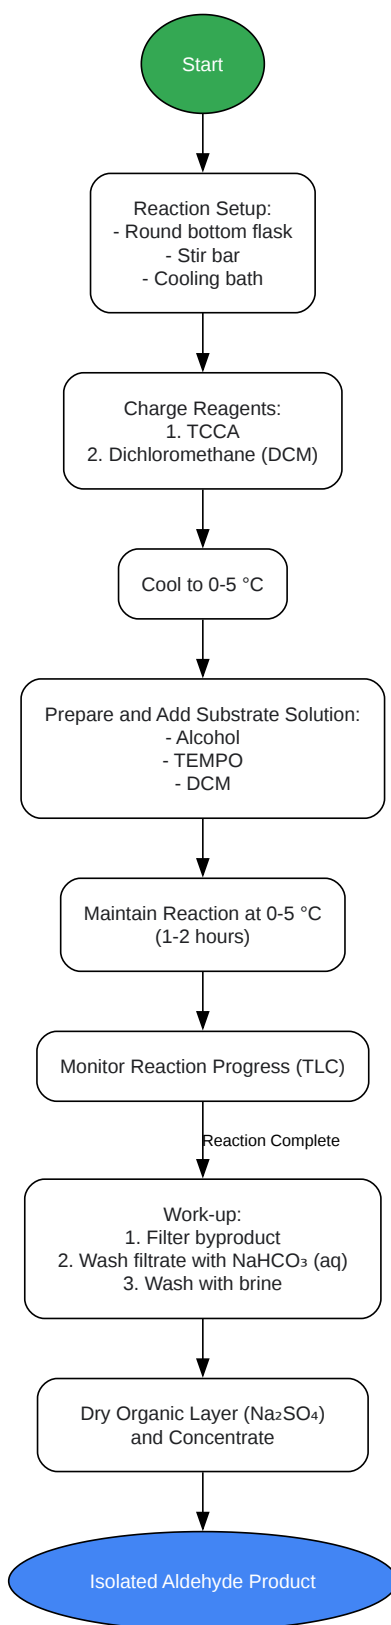 Start
Reaction Setup:
- Round bottom flask
- Stir bar
- Cooling bath
Charge Reagents:
1. TCCA
2. Dichloromethane (DCM)
Cool to 0-5 °C
Prepare and Add Substrate Solution:
- Alcohol
- TEMPO
- DCM
Maintain Reaction at 0-5 °C
(1-2 hours)
Monitor Reaction Progress (TLC)
Reaction Complete
Work-up:
1. Filter byproduct
2. Wash filtrate with NaHCO₃ (aq)
3. Wash with brine
Dry Organic Layer (Na₂SO₄)
and Concentrate
Isolated Aldehyde Product